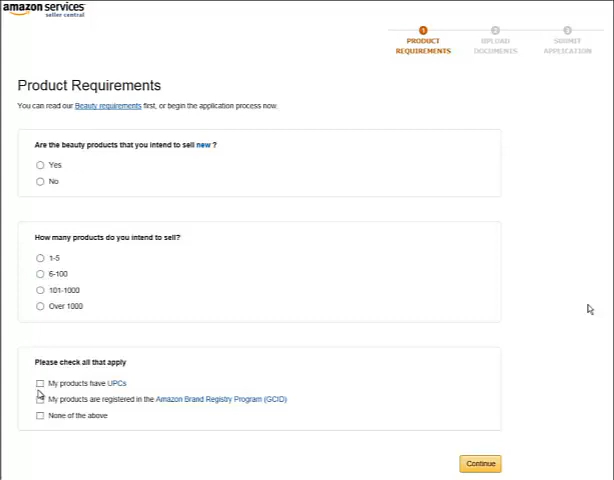 amazon services
seller central
1 2 3
PRODUCT REQUIREMENTS
UPLOAD DOCUMENTS
SUBMIT APPLICATION
Product Requirements
You can read our Beauty requirements first, or begin the application process now.
Are the beauty products that you intend to sell new ?
Yes
No
How many products do you intend to sell?
1-5
6-100
101-1000
Over 1000
Please check all that apply
My products have UPCs
My products are registered in the Amazon Brand Registry Program (GCID)
None of the above
Continue